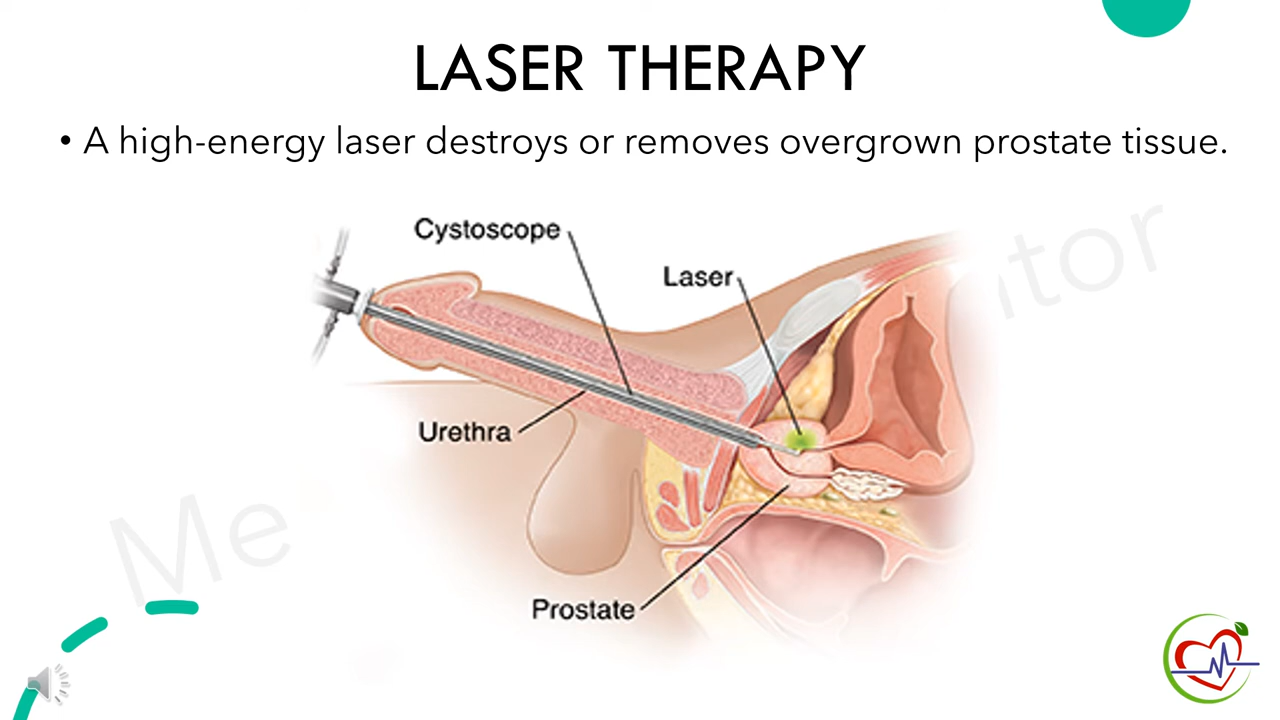 LASER THERAPY
• A high-energy laser destroys or removes overgrown prostate tissue.
Cystoscope
Laser
Urethra
Prostate